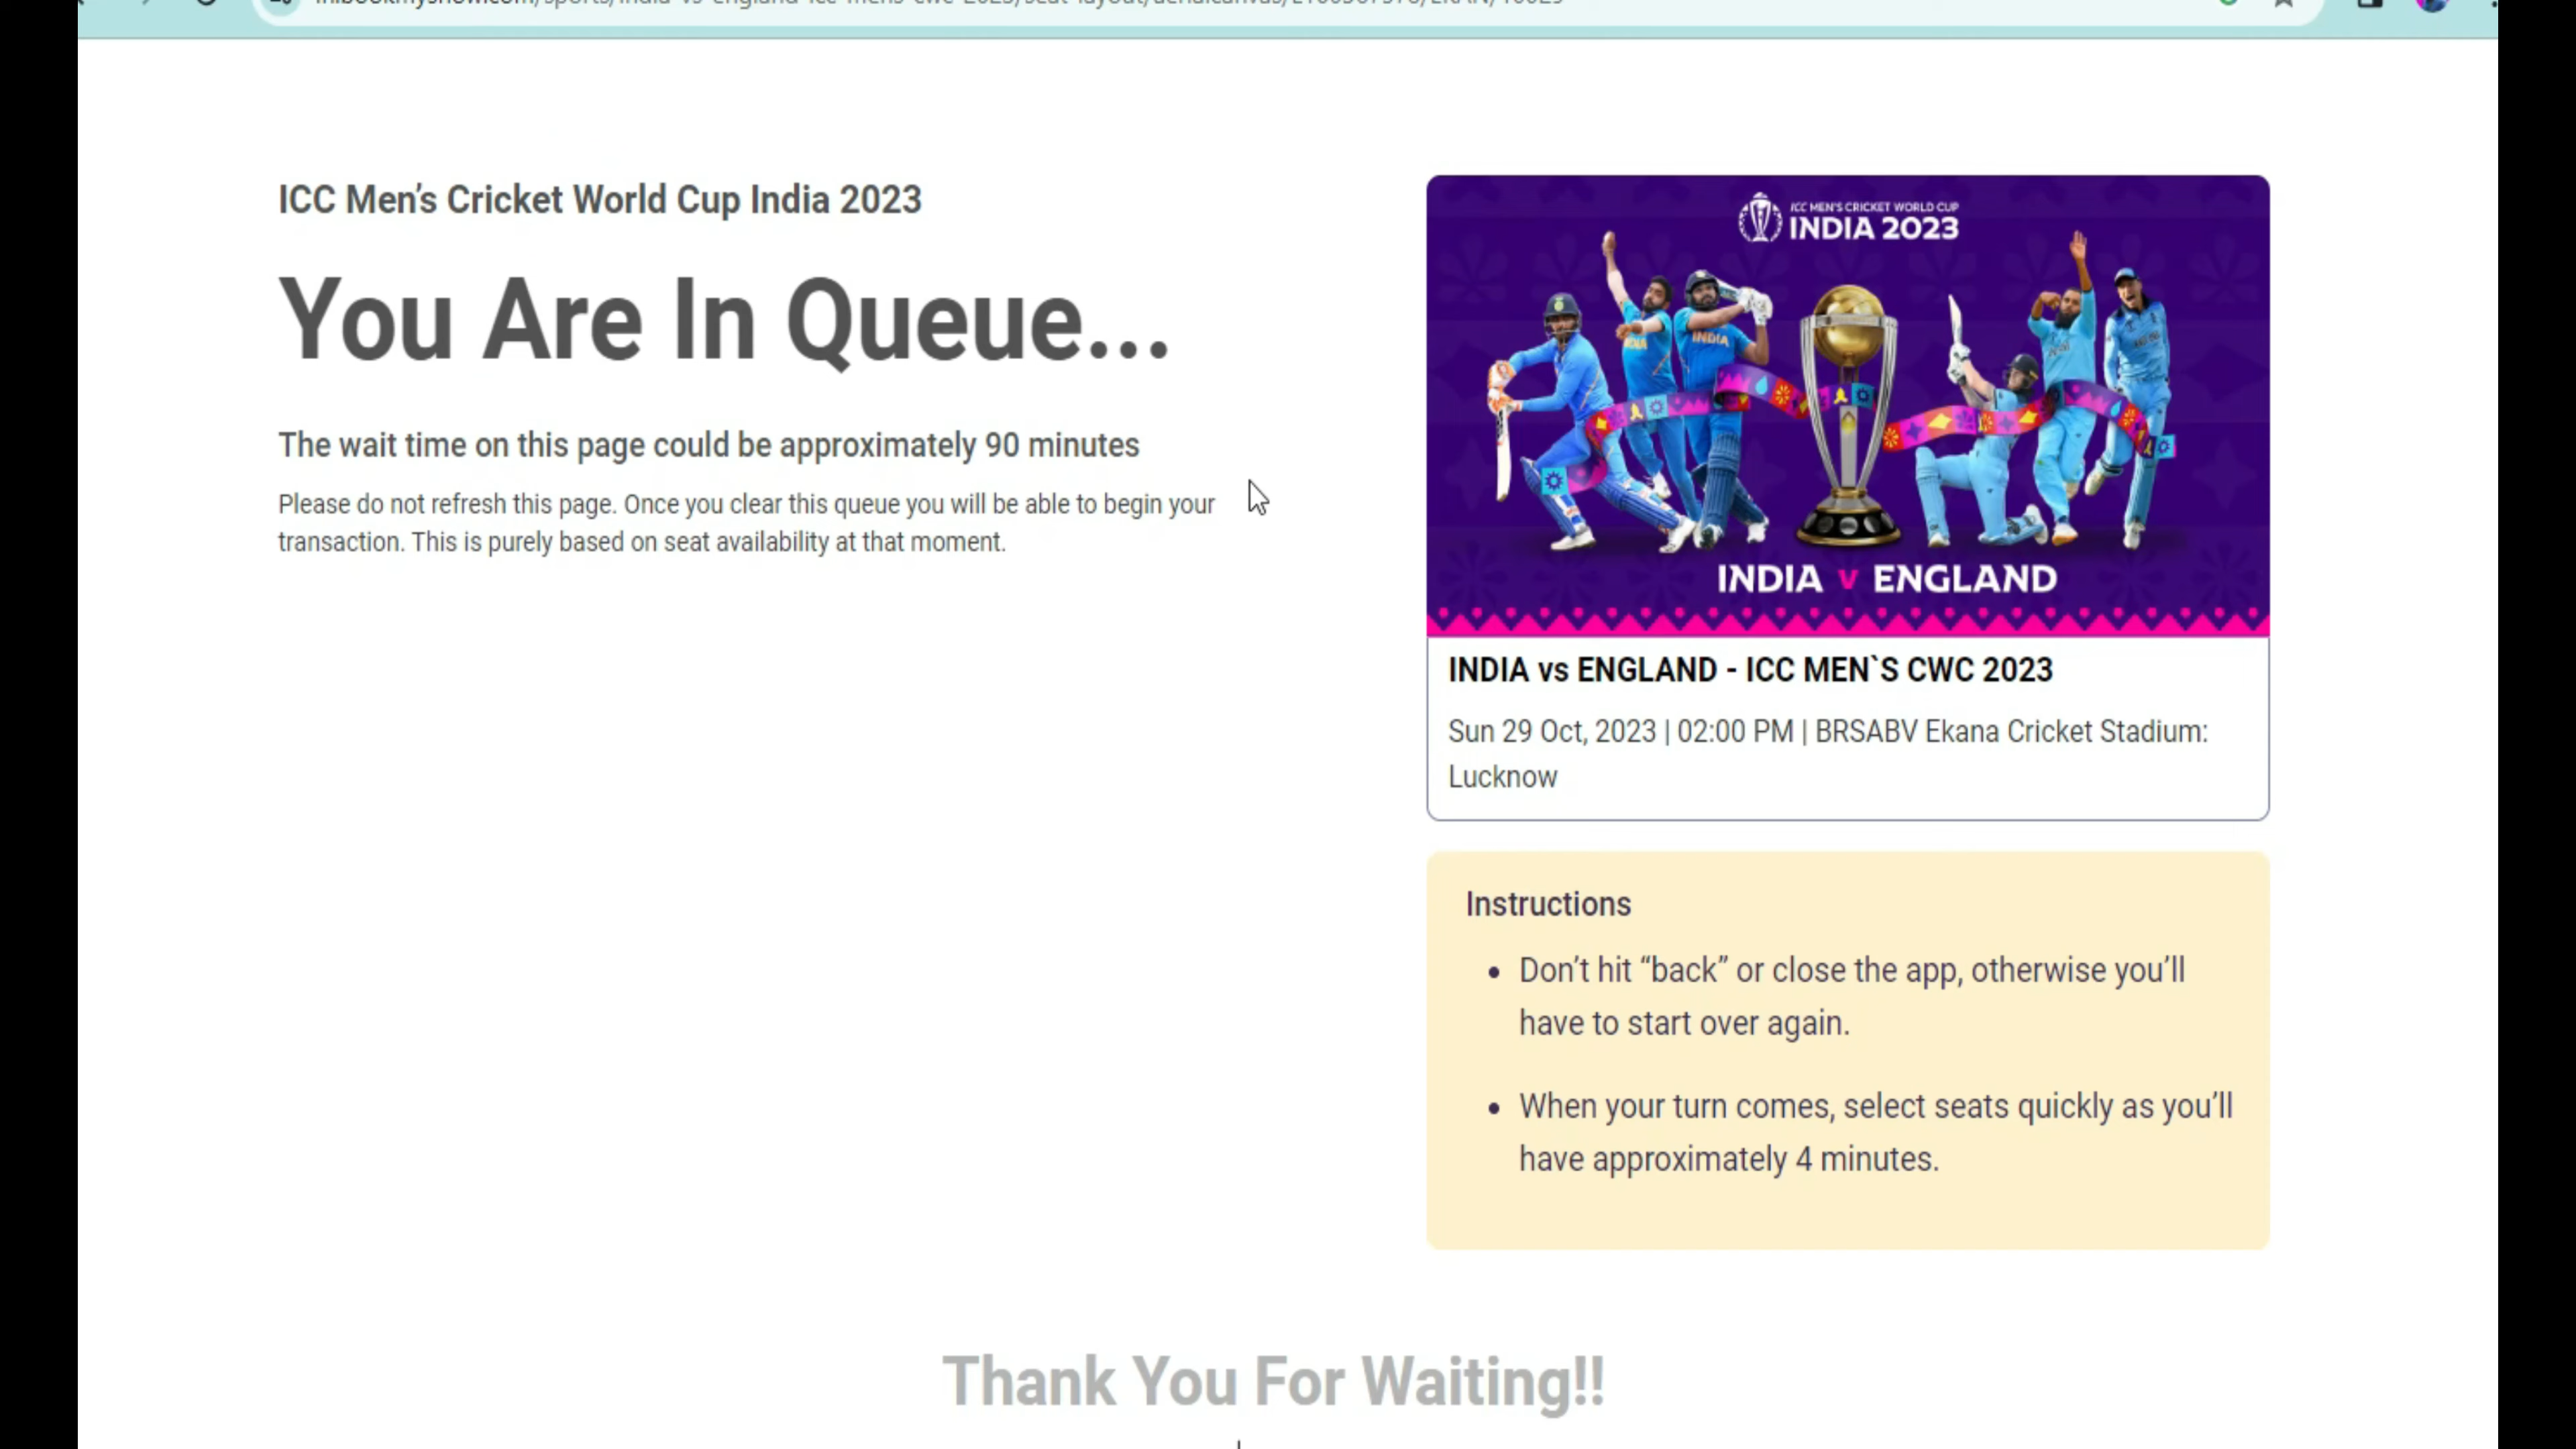 ICC Men’s Cricket World Cup India 2023
You Are In Queue...
The wait time on this page could be approximately 90 minutes
Please do not refresh this page. Once you clear this queue you will be able to begin your
transaction. This is purely based on seat availability at that moment.
ICC MEN'S CRICKET WORLD CUP
INDIA 2023
INDIA
INDIA
INDIA v ENGLAND
INDIA vs ENGLAND - ICC MEN`S CWC 2023
Sun 29 Oct, 2023 | 02:00 PM | BRSABV Ekana Cricket Stadium:
Lucknow
Instructions
• Don’t hit “back” or close the app, otherwise you’ll
have to start over again.
• When your turn comes, select seats quickly as you’ll
have approximately 4 minutes.
Thank You For Waiting!!